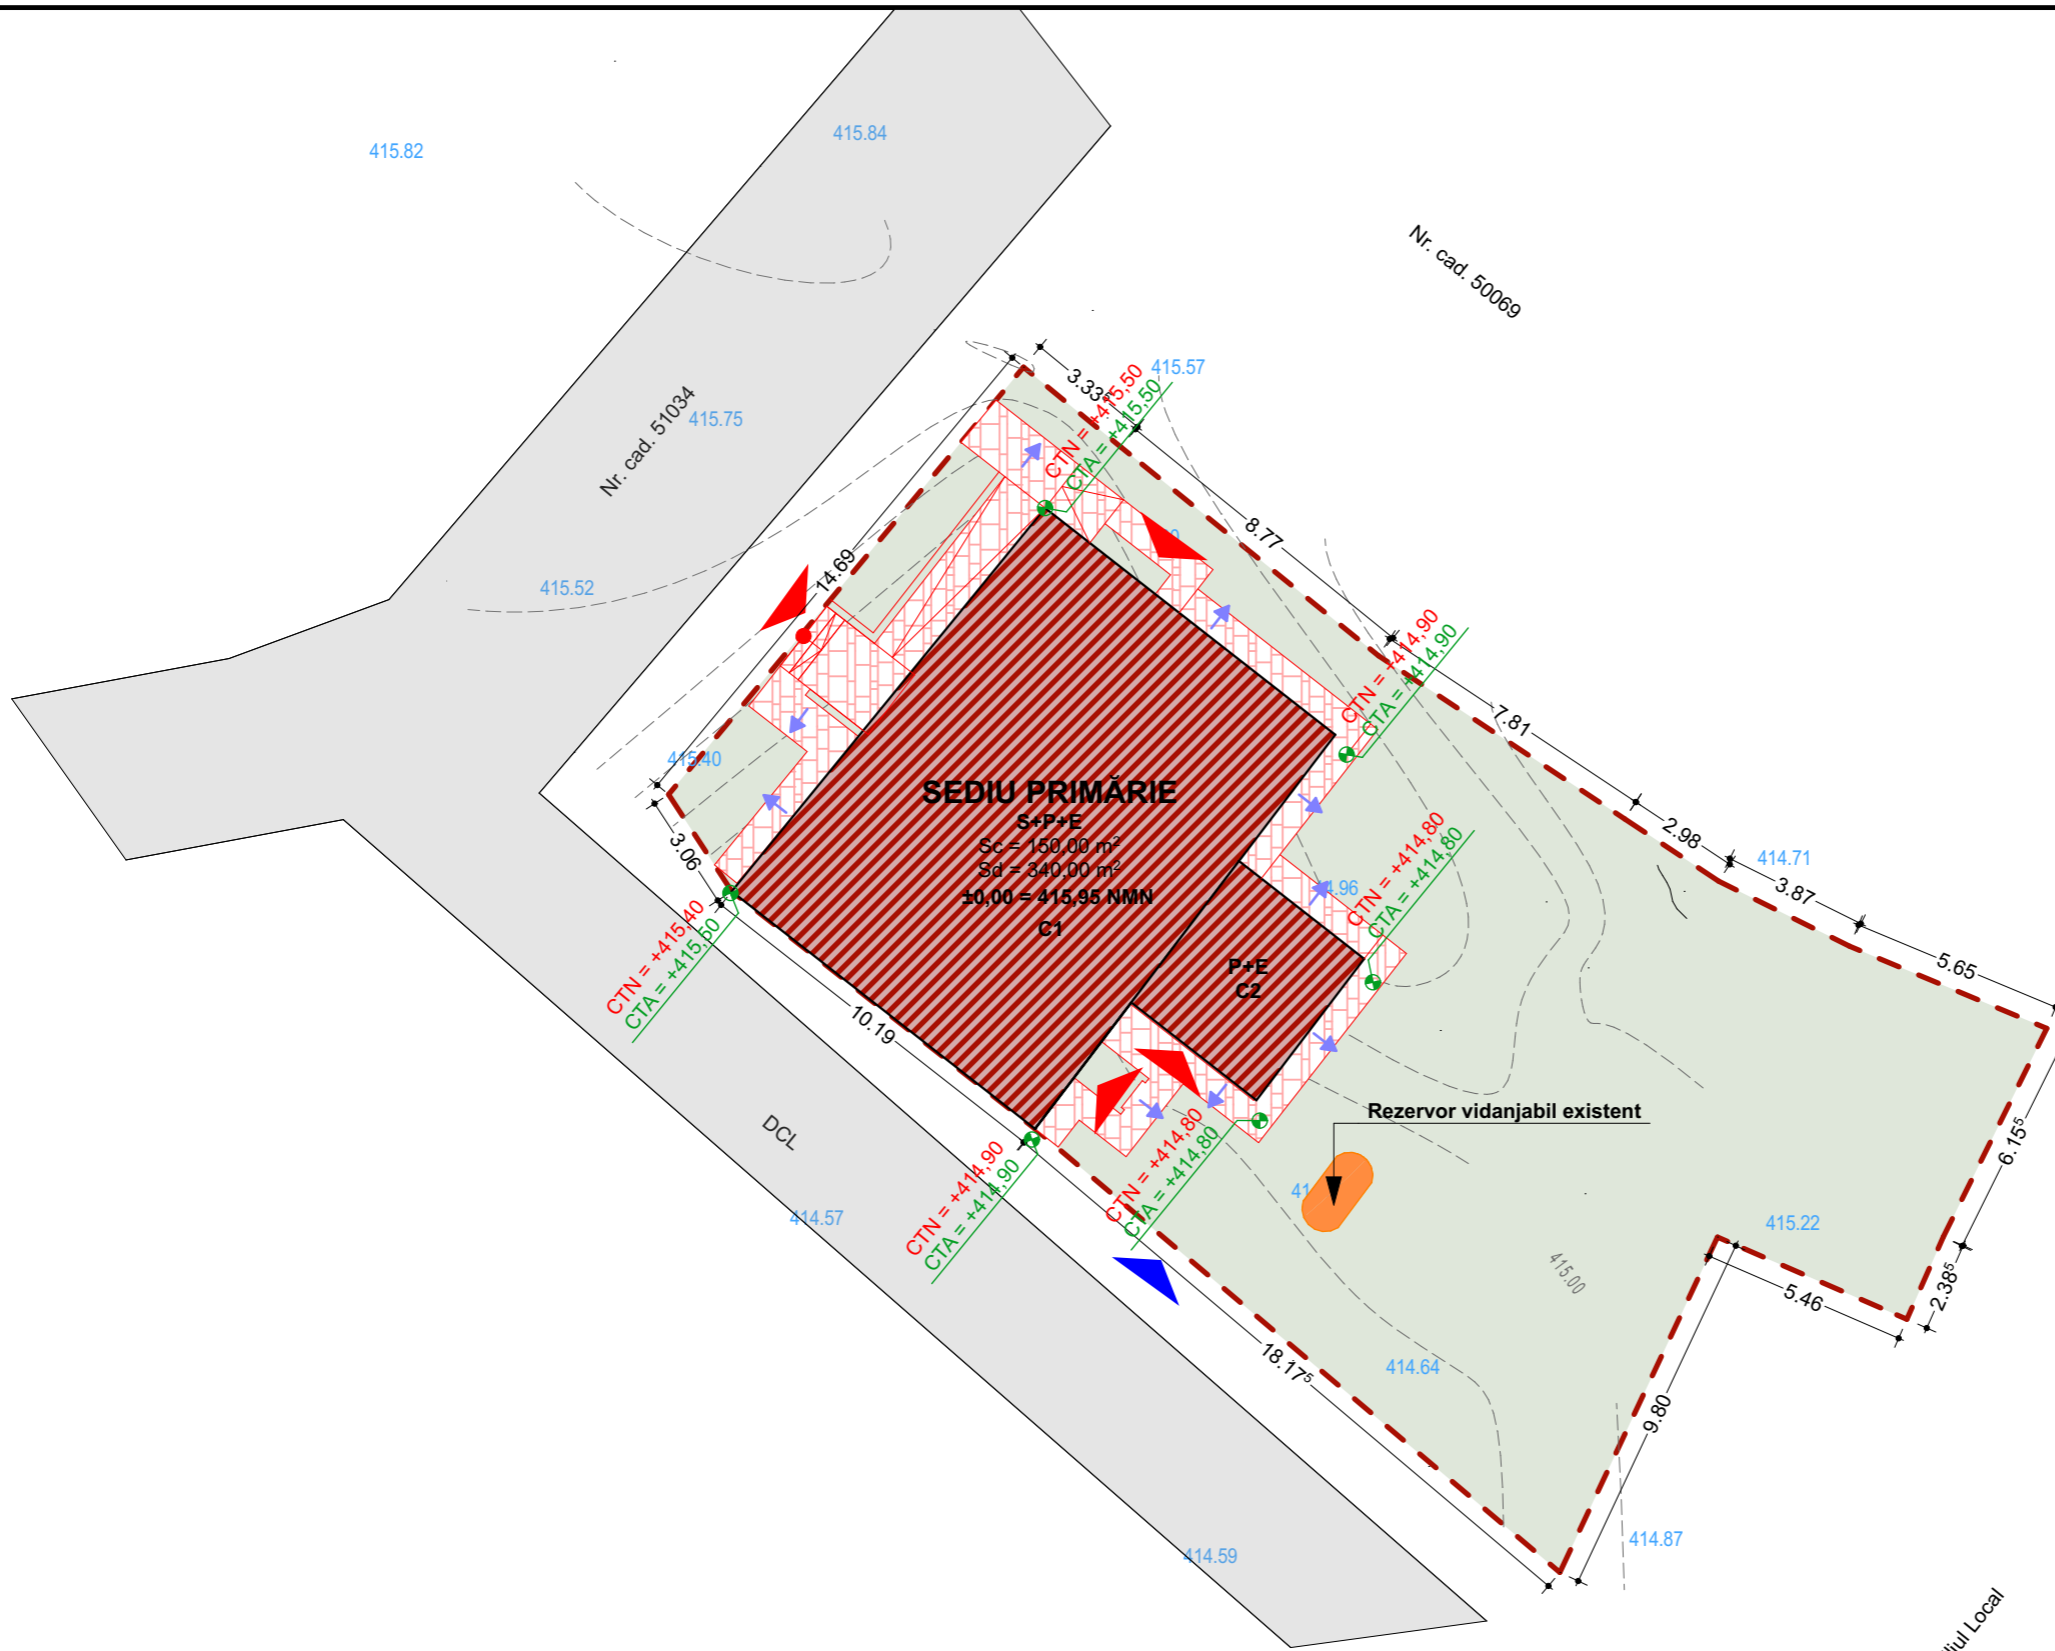 415.82
415.84
Nr. cad. 50069
Nr. cad. 51034
415.75
415.57
415.52
3.33
CTN = +415,50
CTA = +415,50
8.77
14.69
CTN = +414,90
CTA = +414,90
7.81
415.40
3.06
SEDIU PRIMĂRIE
S+P+E
Sc = 150,00 m²
Sd = 340,00 m²
±0,00 = 415,95 NMN
C1
CTN = +414,80
CTA = +414,80
2.98
414.71
3.87
5.65
CTN = +415,40
CTA = +415,50
P+E
C2
10.19
DCL
Rezervor vidanjabil existent
6.15⁵
CTN = +414,90
CTA = +414,90
CTN = +414,80
CTA = +414,80
414.57
415.22
415.00
2.38⁵
5.46
18.17⁵
414.64
9.80
414.87
414.59
Local